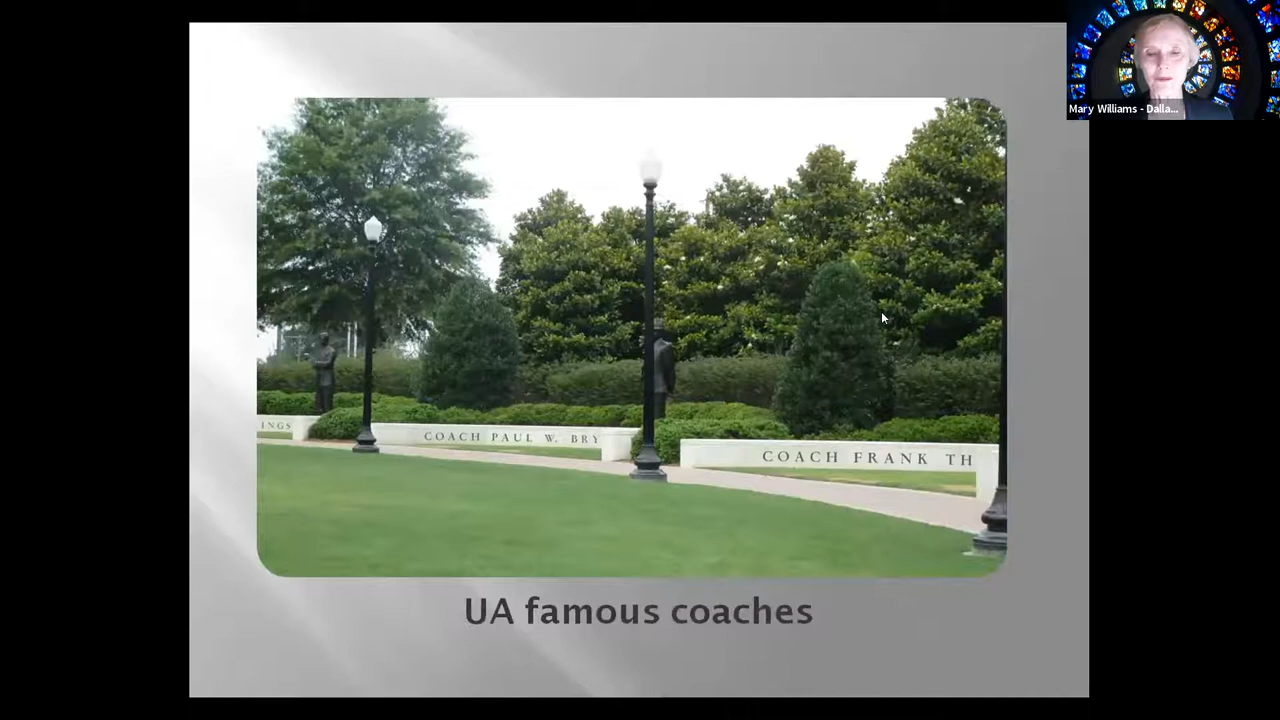 Mary Williams - Dalla...
INGS
COACH PAUL W. BRY
COACH FRANK TH
UA famous coaches